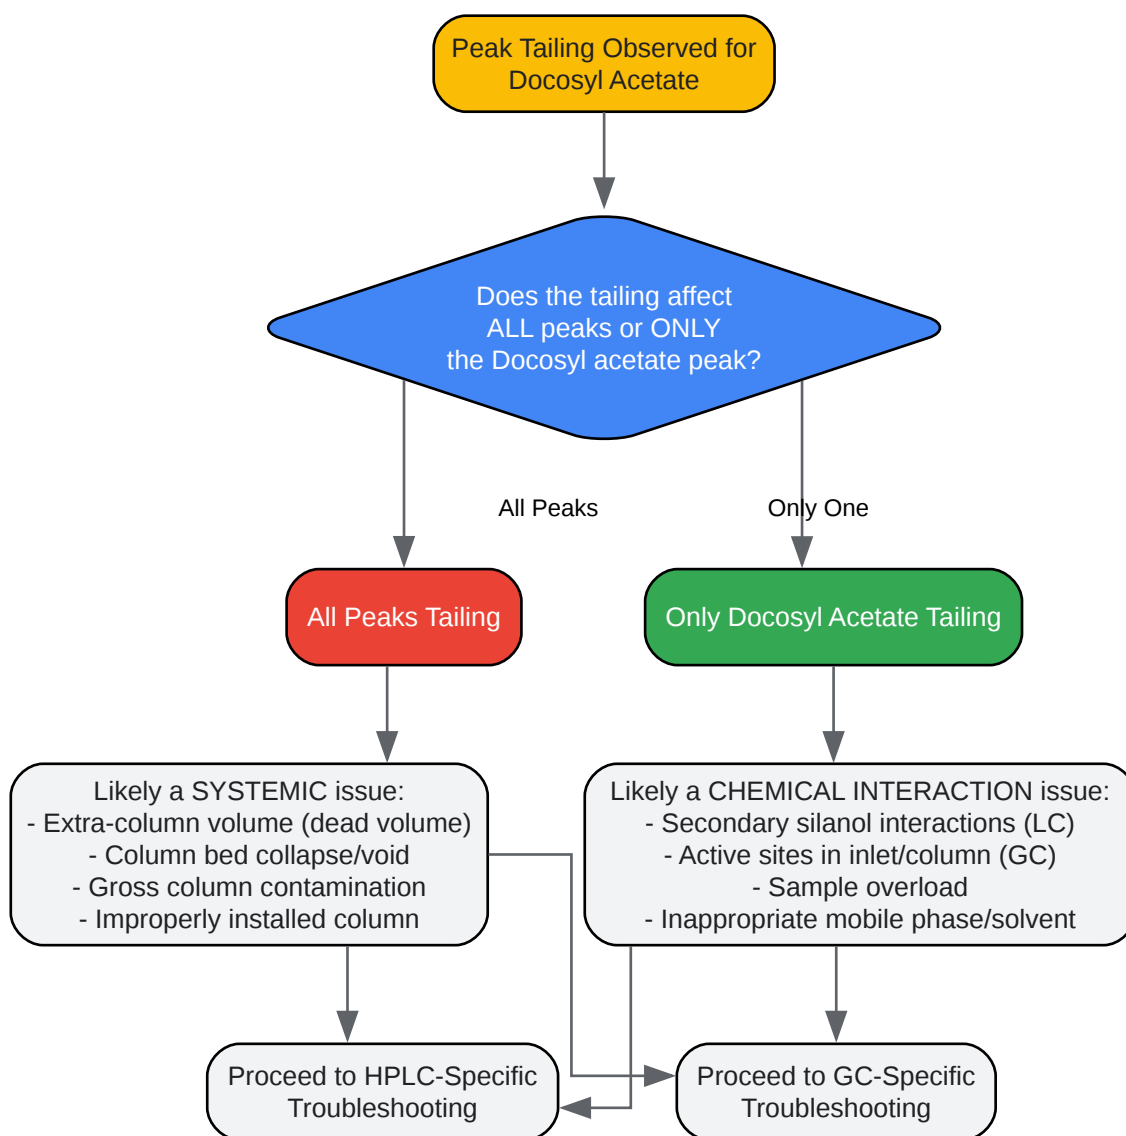 Peak Tailing Observed for
Docosyl Acetate
Does the tailing affect
ALL peaks or ONLY
the Docosyl acetate peak?
All Peaks
Only One
All Peaks Tailing
Only Docosyl Acetate Tailing
Likely a SYSTEMIC issue:
- Extra-column volume (dead volume)
- Column bed collapse/void
- Gross column contamination
- Improperly installed column
Likely a CHEMICAL INTERACTION issue:
- Secondary silanol interactions (LC)
- Active sites in inlet/column (GC)
- Sample overload
- Inappropriate mobile phase/solvent
Proceed to HPLC-Specific
Troubleshooting
Proceed to GC-Specific
Troubleshooting